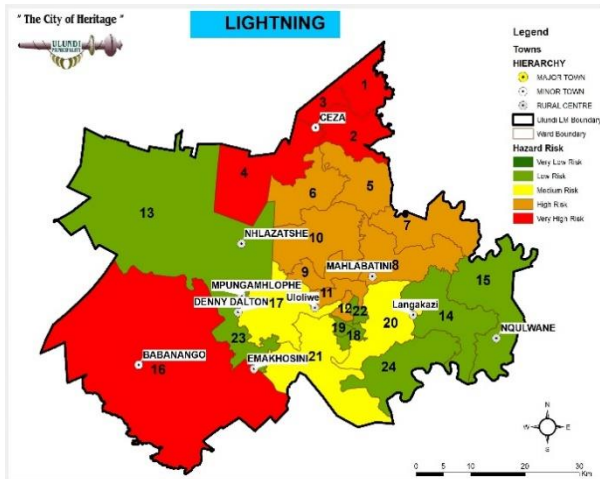 " The City of Heritage"
ULUNDI
MUNICIPALITY
LIGHTNING
Legend
Towns
HIERARCHY
MAJOR TOWN
MINOR TOWN
RURAL CENTRE
Ulundi LM Boundary
Ward Boundary
Hazard Risk
Very Low Risk
Low Risk
Medium Risk
High Risk
Very High Risk
1
3
CEZA
2
4
5
6
13
7
10
NHLAZATSHE
MAHLABATINI
8
9
15
MPUNGAMHLOPHE
11
DENNY DALTON
17
Uloliwe
12
22
20
Langakazi
14
19
18
23
NQULWANE
BABANANGO
16
EMAKHOSINI
21
24
N
W
E
S
0 5 10 20 30
Km